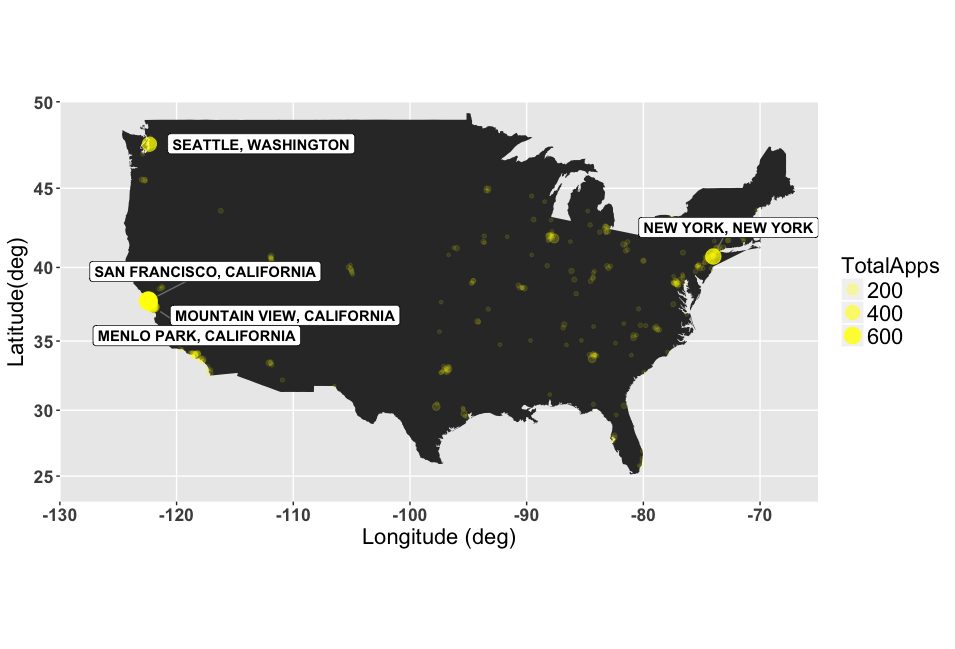 50
45
40
35
30
25
Latitude(deg)
SEATTLE, WASHINGTON
NEW YORK, NEW YORK
SAN FRANCISCO, CALIFORNIA
MOUNTAIN VIEW, CALIFORNIA
MENLO PARK, CALIFORNIA
-130 -120 -110 -100 -90 -80 -70
Longitude (deg)
TotalApps
200
400
600